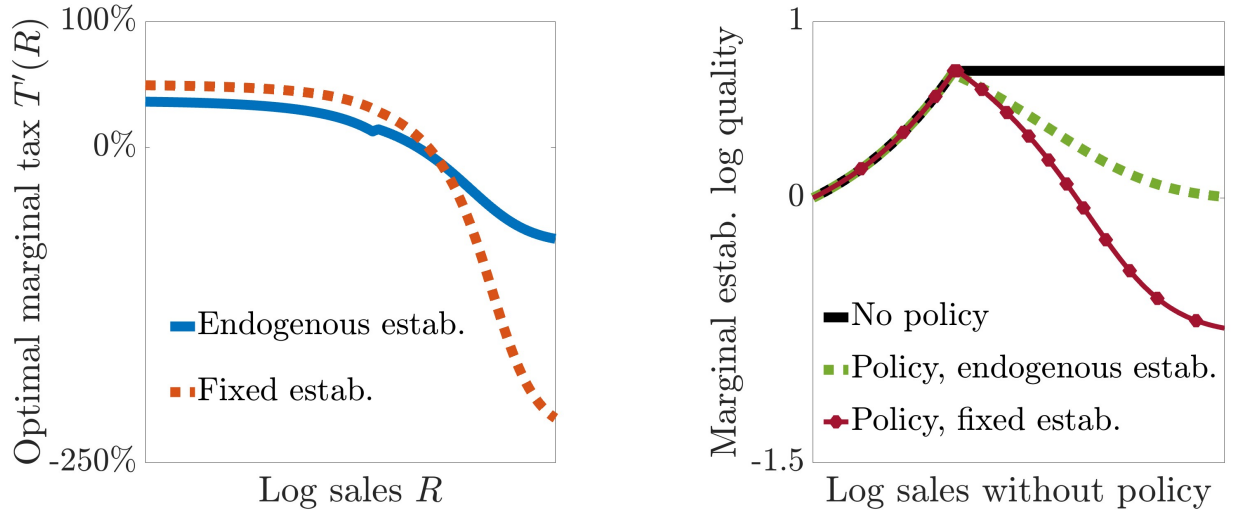 Optimal marginal tax T′(R)
100%
0%
-250%
Endogenous estab.
Fixed estab.
Log sales R
Marginal estab. log quality
1
0
-1.5
No policy
Policy, endogenous estab.
Policy, fixed estab.
Log sales without policy